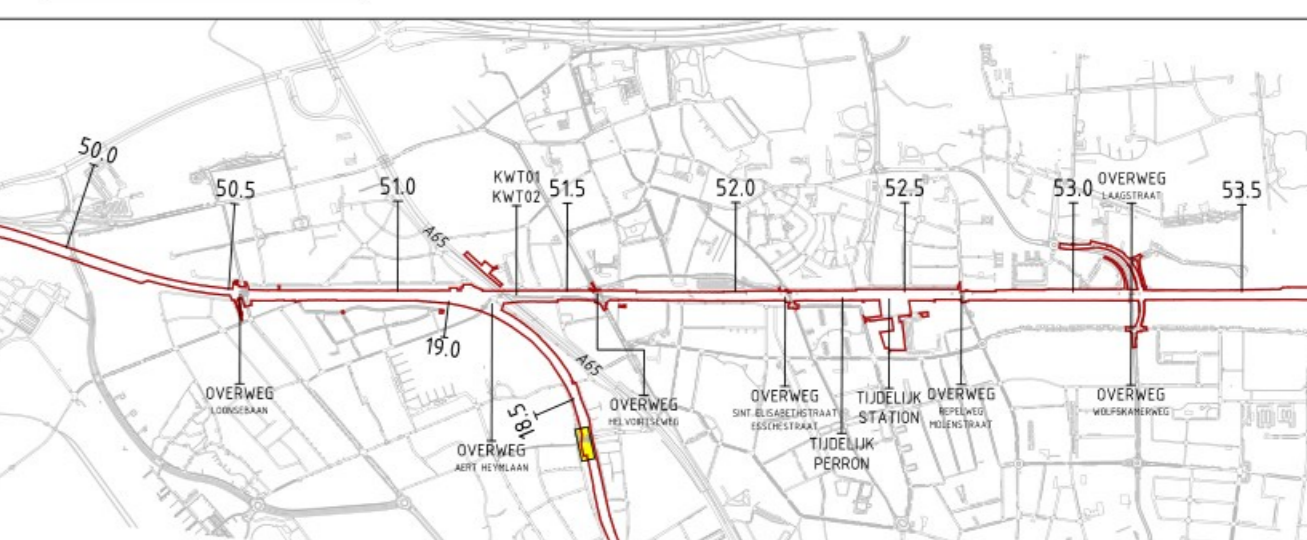 50.0
50.5
51.0
KWT01
KWT02
51.5
52.0
52.5
53.0
OVERWEG
LAAGSTRAAT
53.5
A65
19.0
A65
18.5
OVERWEG
LOONSEBAAN
OVERWEG
AERT HEYMLAAN
OVERWEG
HELVOIRTSEWEG
OVERWEG
SINT ELISABETHSTRAAT
ESSCHESTRAAT
TIJDELIJK
PERRON
TIJDELIJK
STATION
OVERWEG
REPELWEG
MOLENSTRAAT
OVERWEG
WOLFSKAMERWEG